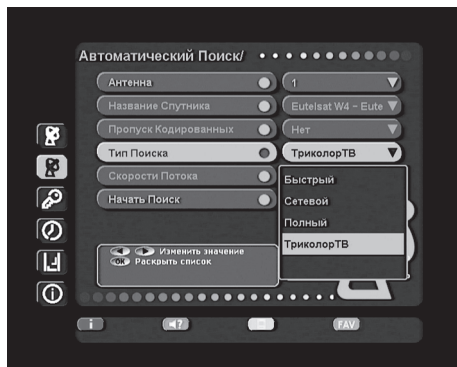 Автоматический Поиск/
Антенна 1
Название Спутника Eutelsat W4 - Eute
Пропуск Кодированных Нет
Тип Поиска ТриколорТВ
Скорости Потока
Начать Поиск
Быстрый
Сетевой
Полный
ТриколорТВ
Изменить значение
OK Раскрыть список
i ? FAV